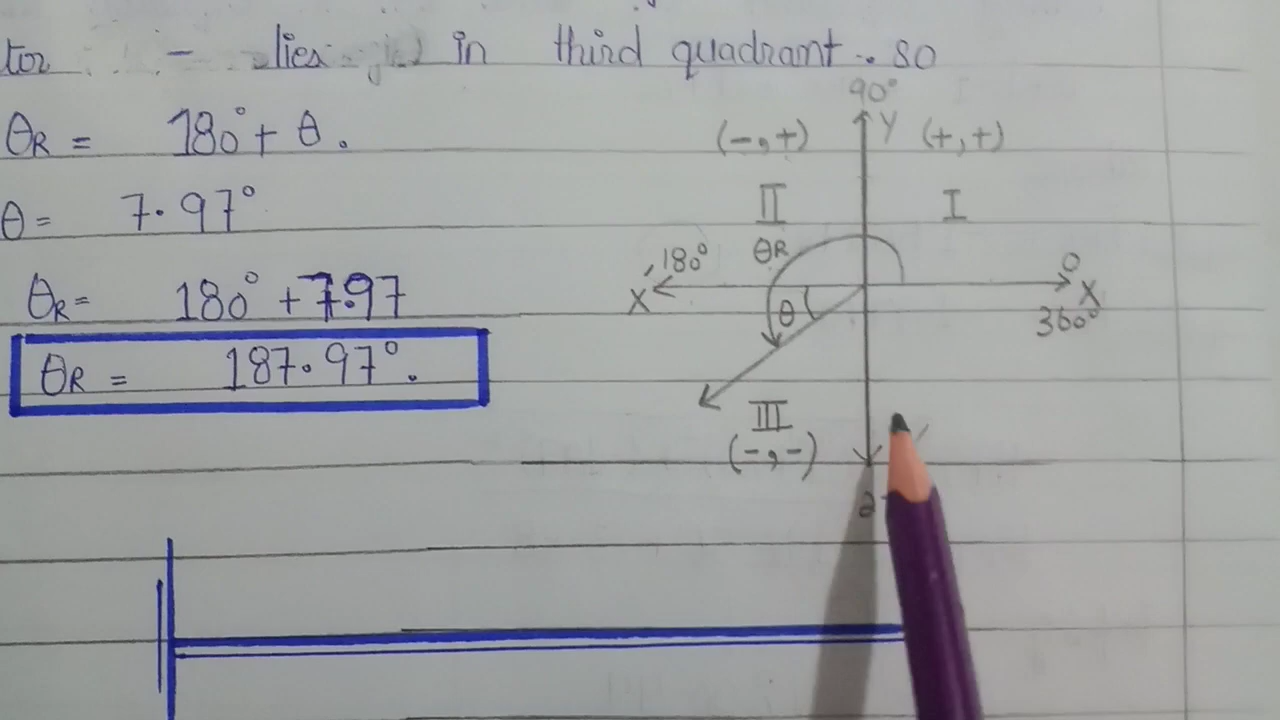 tor - lies in third quadrant. so
θR = 180° + θ.
θ = 7.97°
θR = 180° + 7.97
θR = 187.97°.
90°
Y
(-,+) (+,+)
II I
180° θR 0
X' θ X
360°
III
(-,-)